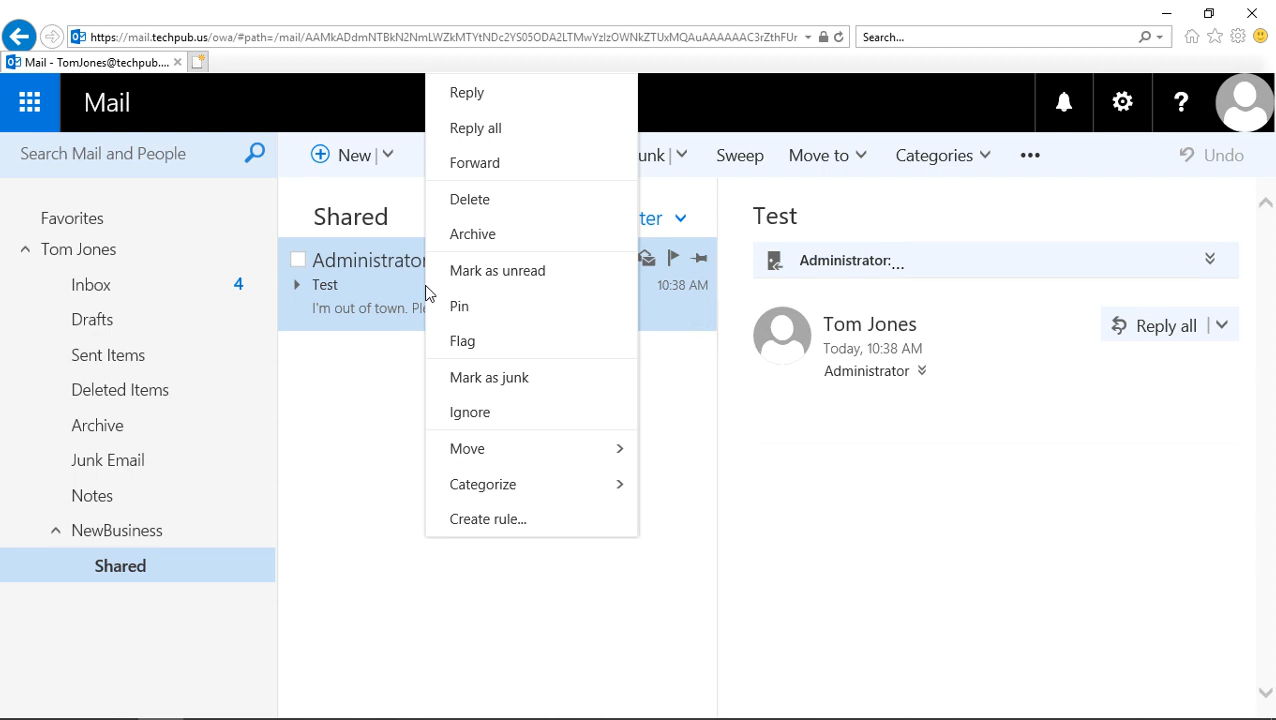 https://mail.techpub.us/owa/#path=/mail/
Search...
Mail - TomJones@techpub....
Mail
Search Mail and People
New
unk
Sweep
Move to
Categories
•••
Undo
Favorites
Tom Jones
Inbox 4
Drafts
Sent Items
Deleted Items
Archive
Junk Email
Notes
NewBusiness
Shared
Shared
ter
Administrator
Test
10:38 AM
I'm out of town.
Reply
Reply all
Forward
Delete
Archive
Mark as unread
Pin
Flag
Mark as junk
Ignore
Move
Categorize
Create rule...
Test
Administrator:...
Tom Jones
Today, 10:38 AM
Administrator
Reply all